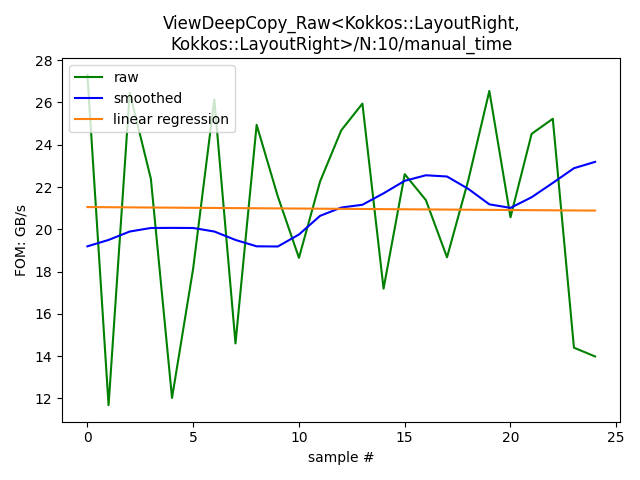 ViewDeepCopy_Raw<Kokkos::LayoutRight,
Kokkos::LayoutRight>/N:10/manual_time
raw
smoothed
linear regression
28
26
24
22
20
18
16
14
12
FOM: GB/s
0 5 10 15 20 25
sample #